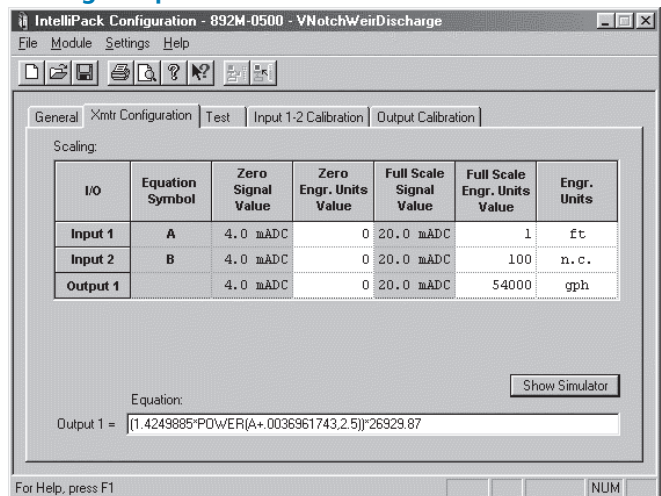 IntelliPack Configuration - 892M-0500 - VNotchWeirDischarge
File Module Settings Help
General Xmtr Configuration Test Input 1-2 Calibration Output Calibration
Scaling:
I/O Equation Symbol Zero Signal Value Zero Engr. Units Value Full Scale Signal Value Full Scale Engr. Units Value Engr. Units
Input 1 A 4.0 mADC 0 20.0 mADC 1 ft
Input 2 B 4.0 mADC 0 20.0 mADC 100 n.c.
Output 1 4.0 mADC 0 20.0 mADC 54000 gph
Show Simulator
Equation:
Output 1 = (1.4249885*POWER(A+.0036961743,2.5))*26929.87
For Help, press F1 NUM